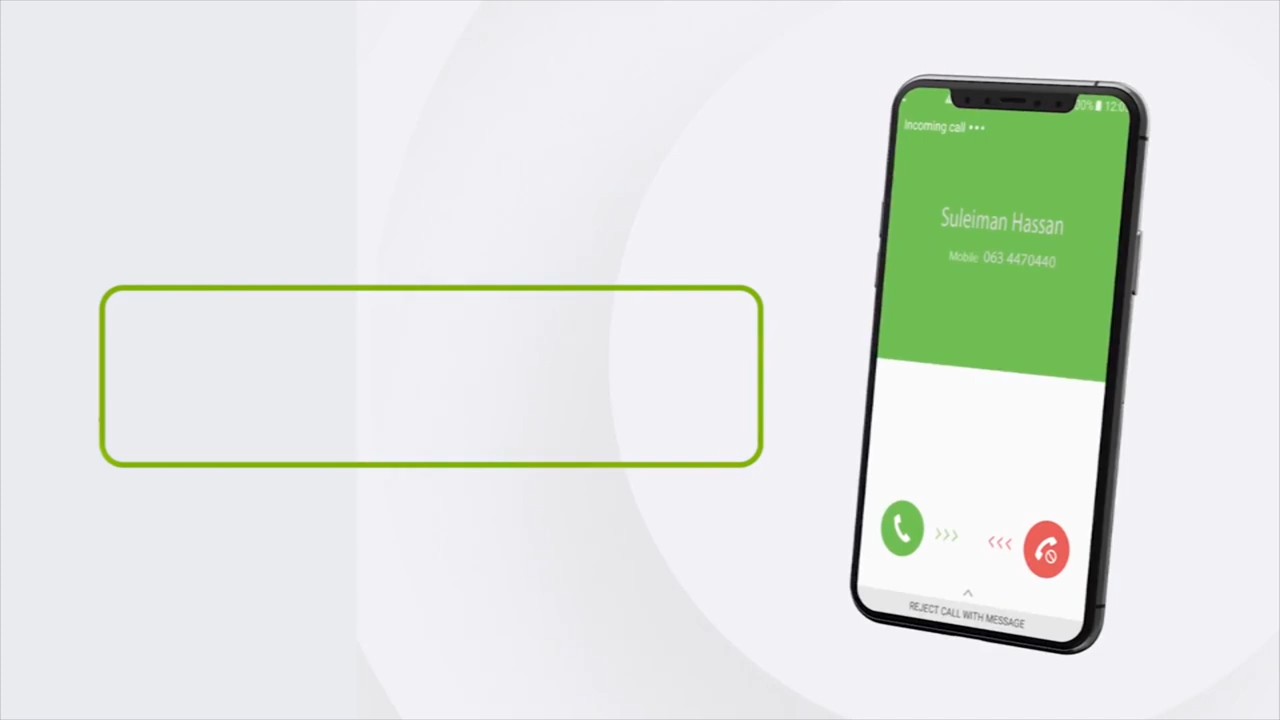 Incoming call •••
Suleiman Hassan
Mobile 063 4470440
REJECT CALL WITH MESSAGE